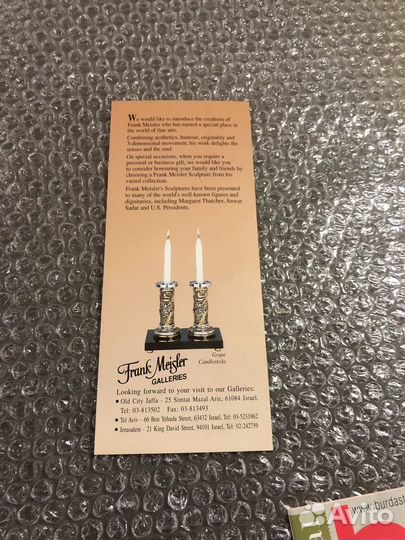 We would like to introduce the creations of
Frank Meisler who has earned a special place in
the world of fine arts.
Combining aesthetics, humour, originality and
3-dimensional movement, his work delights the
senses and the soul.
On special occasions, when you require a
personal or business gift, we would like you
to consider honouring your family and friends by
choosing a Frank Meisler Sculpture from his
varied collection.
Frank Meisler's Sculptures have been presented
to many of the world's well-known figures and
dignitaries, including Margaret Thatcher, Anwar
Sadat and U.S. Presidents.
Grape
Candlesticks
Frank Meisler
GALLERIES
Looking forward to your visit to our Galleries:
■ Old City Jaffa - 25 Simtat Mazal Arie, 61084 Israel,
Tel: 03-813502 Fax: 03-813493
■ Tel Aviv - 66 Ben Yehuda Street, 63432 Israel, Tel: 03-5231862
■ Jerusalem - 21 King David Street, 94101 Israel, Tel: 02-242759
www.burdas
Avito